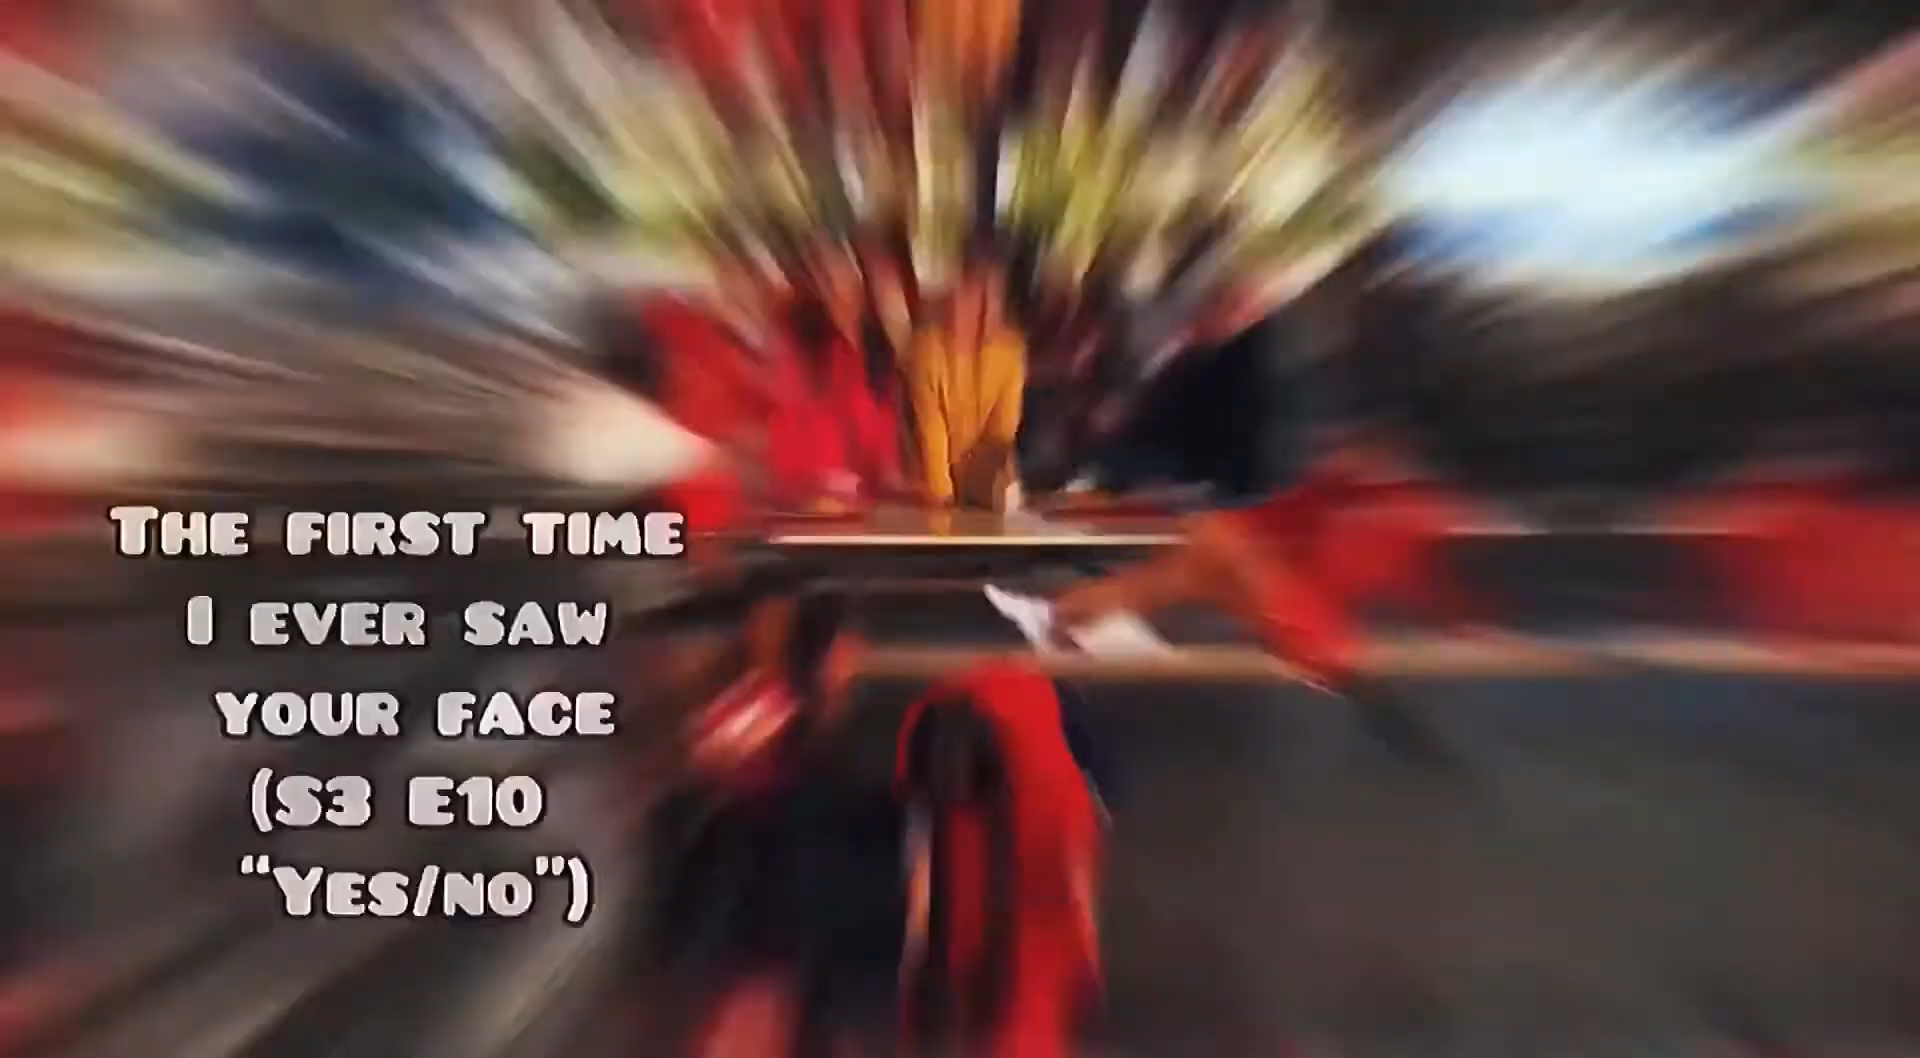 The first time
I ever saw
your face
(S3 E10
“Yes/no”)